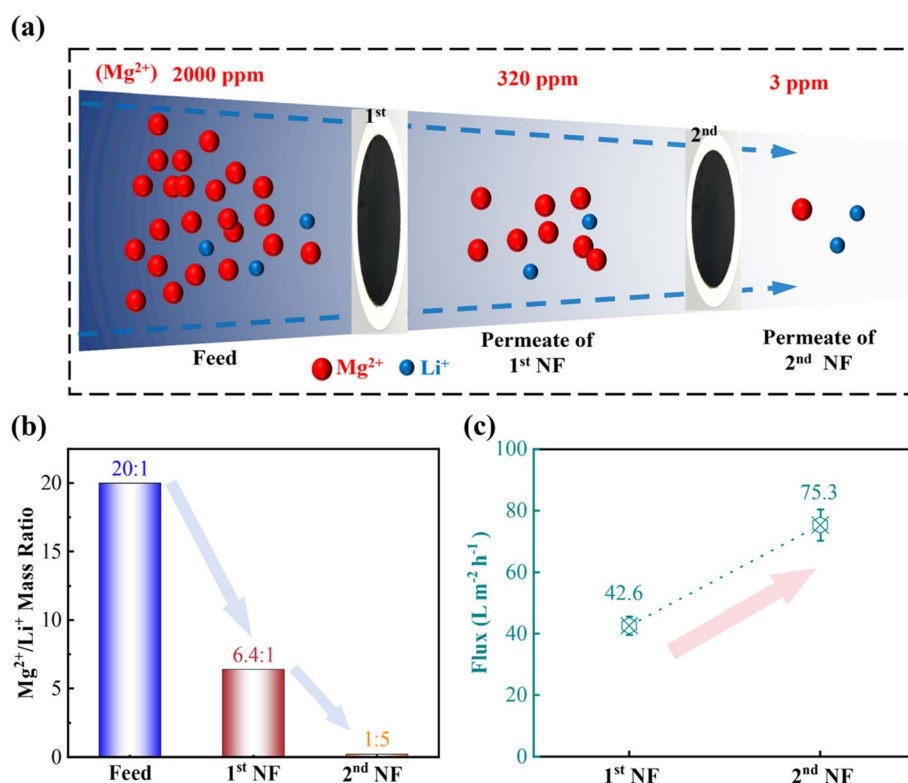 (a)
(Mg²⁺) 2000 ppm 320 ppm 3 ppm
1ˢᵗ
2ⁿᵈ
Feed
Permeate of
1ˢᵗ NF
Permeate of
2ⁿᵈ NF
Mg²⁺ Li⁺
(b)
Mg²⁺/Li⁺ Mass Ratio
20
15
10
5
0
20:1
6.4:1
1:5
Feed 1ˢᵗ NF 2ⁿᵈ NF
(c)
Flux (L m⁻² h⁻¹)
100
80
60
40
20
0
42.6
75.3
1ˢᵗ NF 2ⁿᵈ NF